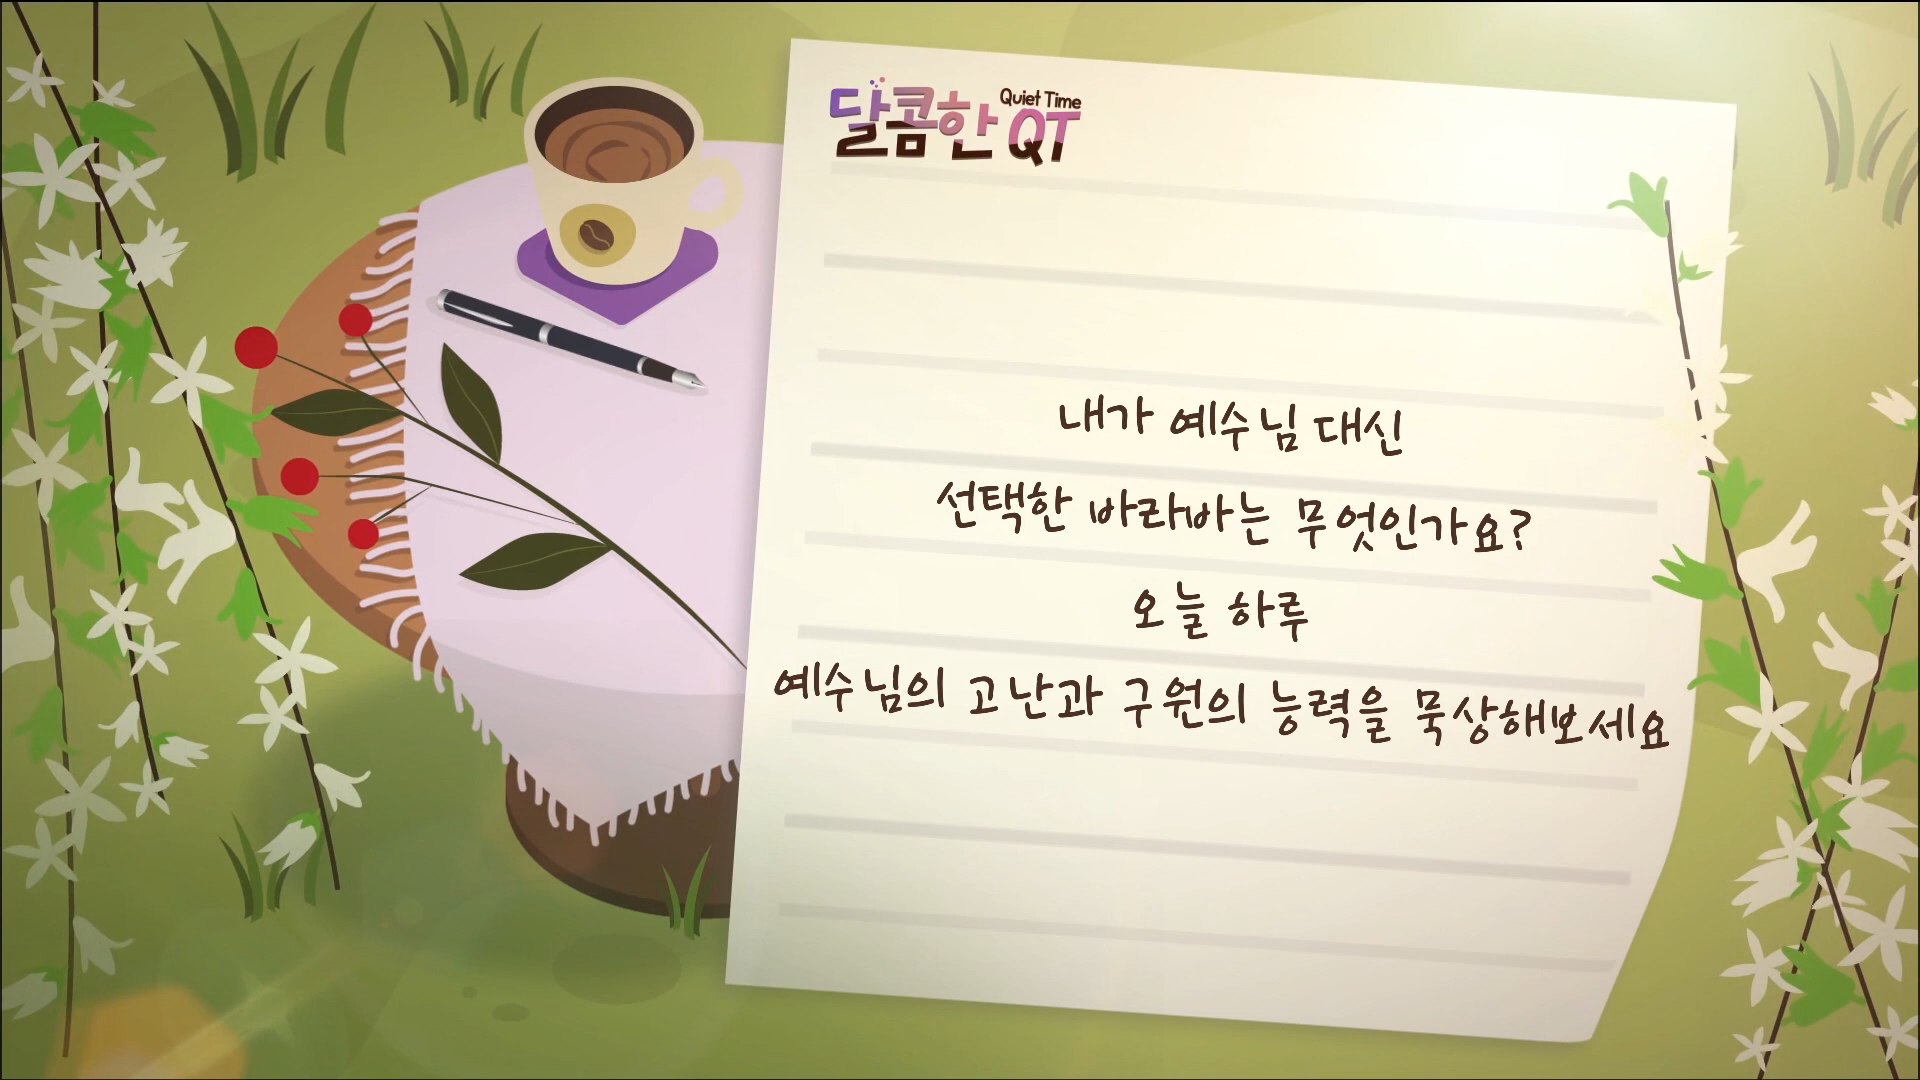 달콤한 QT
Quiet Time
내가 예수님 대신
선택한 바라바는 무엇인가요?
오늘 하루
예수님의 고난과 구원의 능력을 묵상해보세요